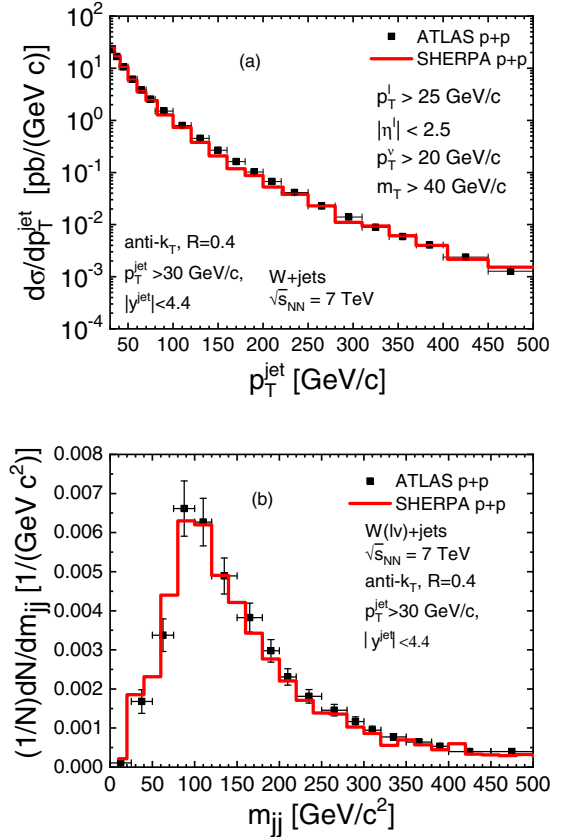 10^2
10^1
10^0
10^-1
10^-2
10^-3
10^-4
dσ/dp_T^jet [pb/(GeV c)]
(a)
ATLAS p+p
SHERPA p+p
p_T^l > 25 GeV/c
|η^l| < 2.5
p_T^ν > 20 GeV/c
m_T > 40 GeV/c
anti-k_T, R=0.4
p_T^jet >30 GeV/c,
|y^jet|<4.4
W+jets
√s_NN = 7 TeV
50 100 150 200 250 300 350 400 450 500
p_T^jet [GeV/c]
0.008
0.007
0.006
0.005
0.004
0.003
0.002
0.001
0.000
(1/N)dN/dm_jj [1/(GeV c^2)]
(b)
ATLAS p+p
SHERPA p+p
W(lv)+jets
√s_NN = 7 TeV
anti-k_T, R=0.4
p_T^jet>30 GeV/c,
| y^jet| <4.4
0 50 100 150 200 250 300 350 400 450 500
m_jj [GeV/c^2]